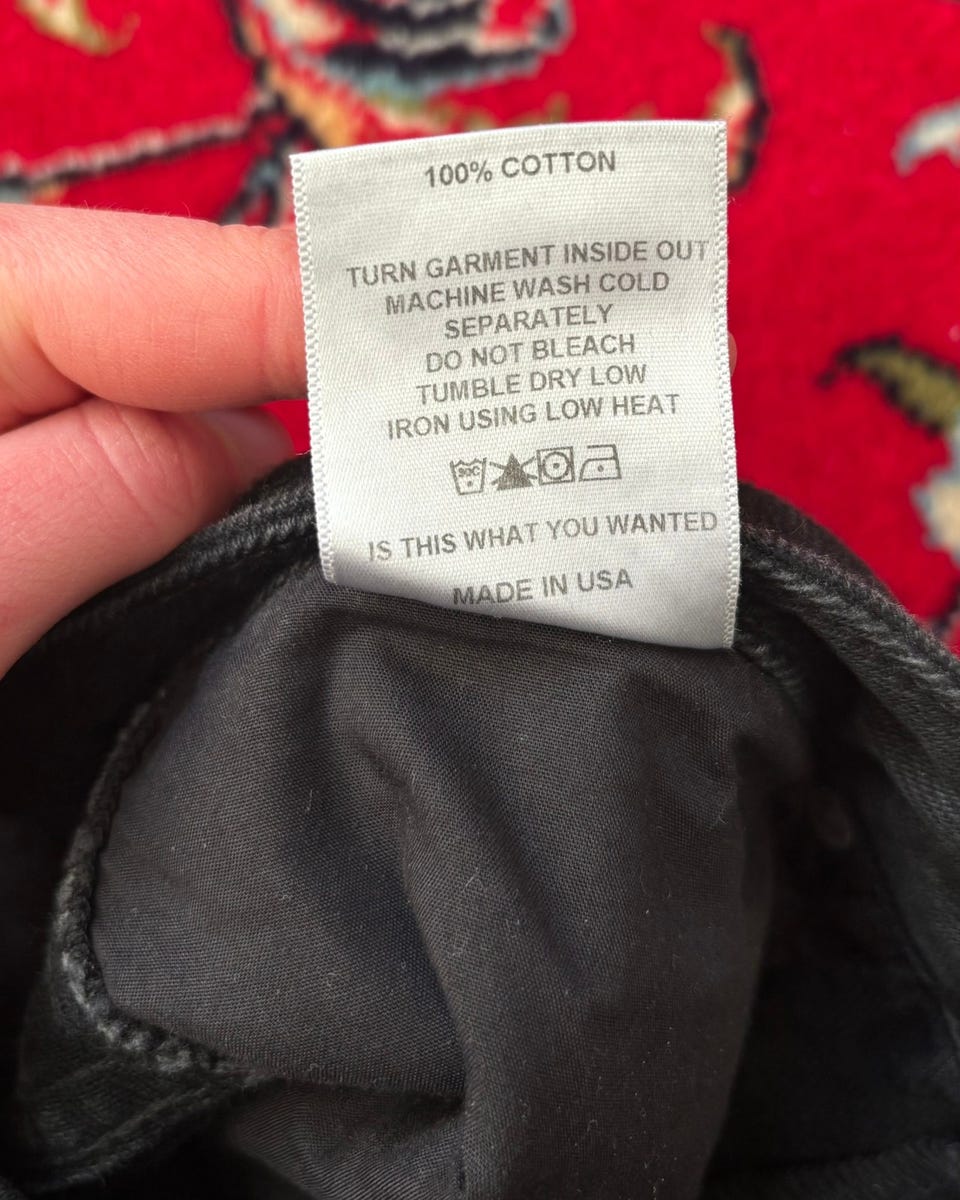 100% COTTON
TURN GARMENT INSIDE OUT
MACHINE WASH COLD
SEPARATELY
DO NOT BLEACH
TUMBLE DRY LOW
IRON USING LOW HEAT
IS THIS WHAT YOU WANTED
MADE IN USA